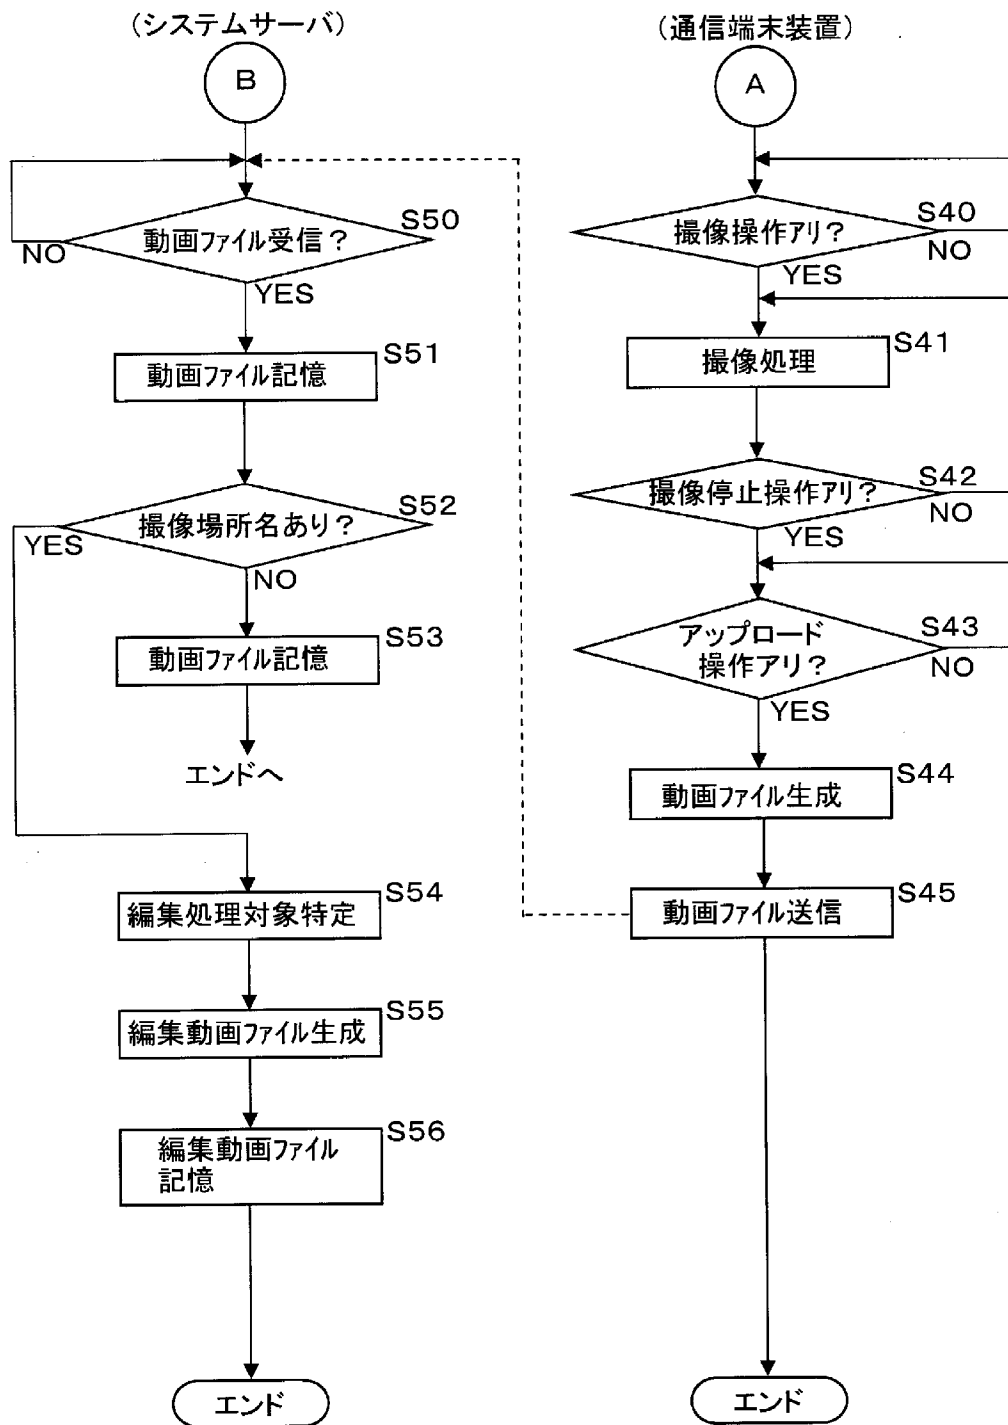 (システムサーバ)
B
動画ファイル受信？
S50
NO
YES
S51
動画ファイル記憶
撮像場所名あり？
S52
YES
NO
S53
動画ファイル記憶
エンドへ
S54
編集処理対象特定
S55
編集動画ファイル生成
S56
編集動画ファイル
記憶
エンド
(通信端末装置)
A
撮像操作アリ？
S40
NO
YES
S41
撮像処理
撮像停止操作アリ？
S42
NO
YES
アップロード
操作アリ？
S43
NO
YES
S44
動画ファイル生成
S45
動画ファイル送信
エンド